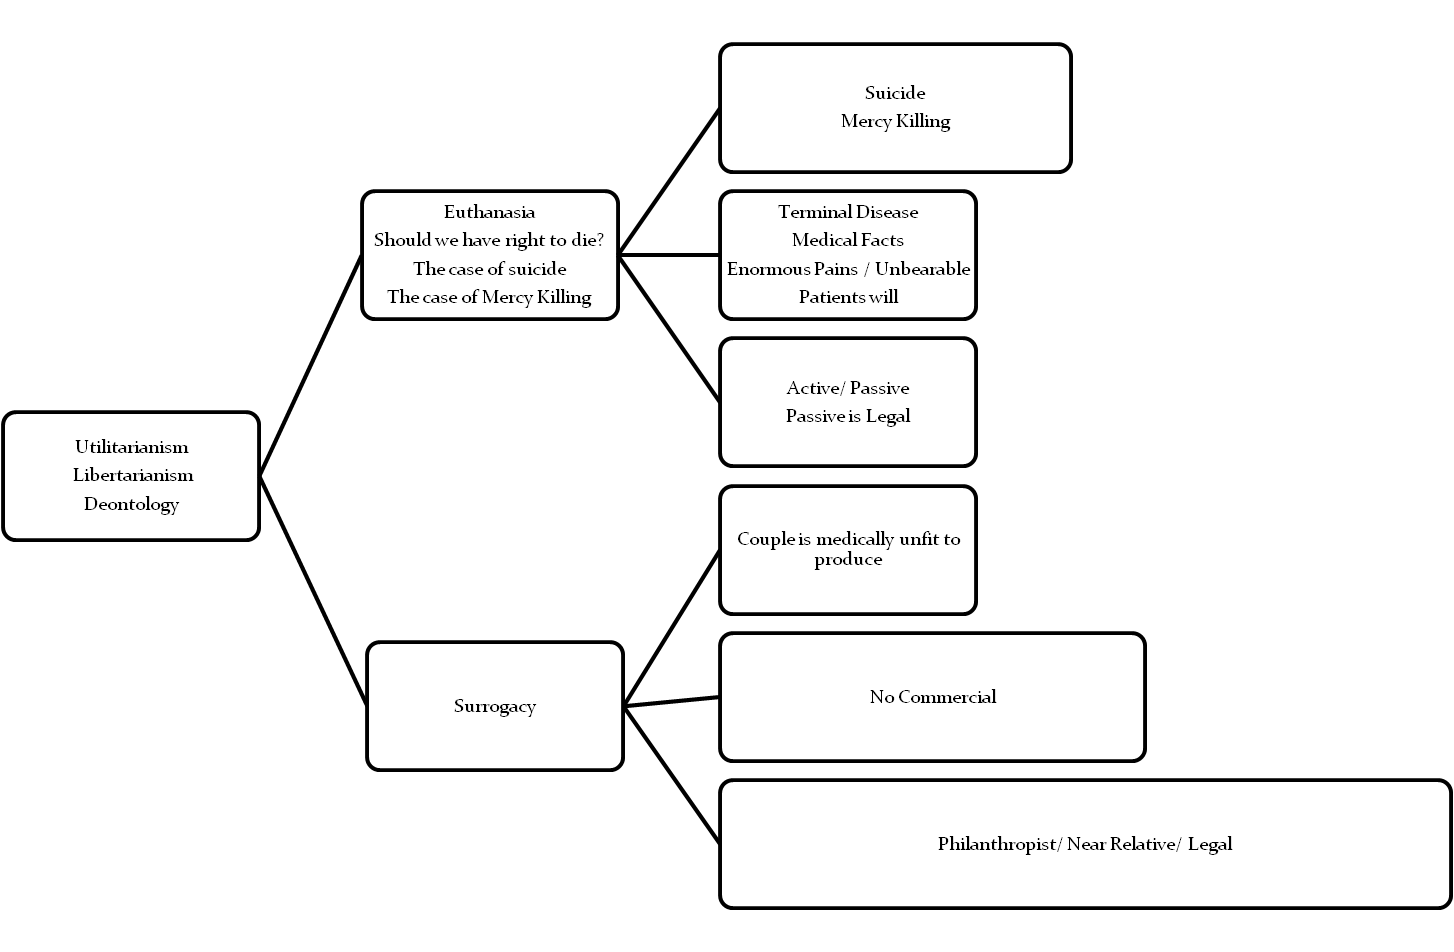 Utilitarianism
Libertarianism
Deontology
Euthanasia
Should we have right to die?
The case of suicide
The case of Mercy Killing
Suicide
Mercy Killing
Terminal Disease
Medical Facts
Enormous Pains / Unbearable
Patients will
Active/ Passive
Passive is Legal
Surrogacy
Couple is medically unfit to
produce
No Commercial
Philanthropist/ Near Relative/ Legal